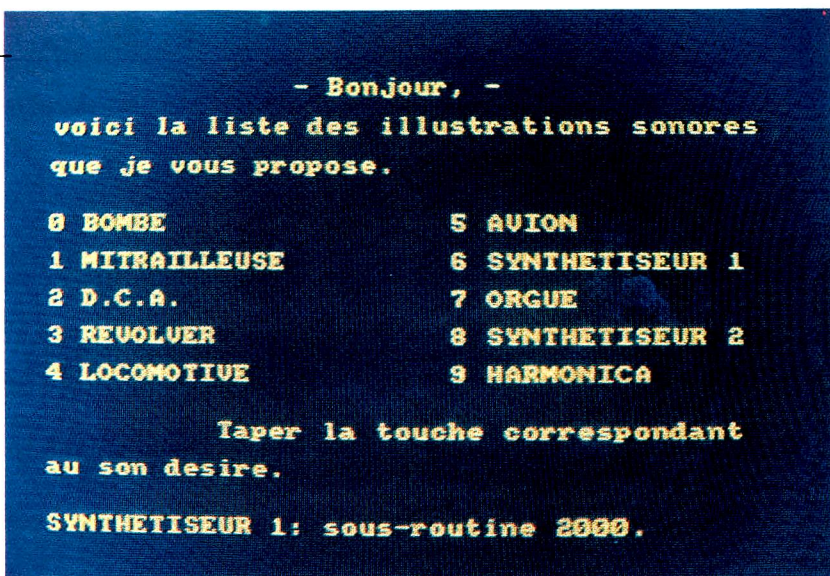 - Bonjour, -
voici la liste des illustrations sonores
que je vous propose.
0 BOMBE 5 AVION
1 MITRAILLEUSE 6 SYNTHETISEUR 1
2 D.C.A. 7 ORGUE
3 REVOLVER 8 SYNTHETISEUR 2
4 LOCOMOTIVE 9 HARMONICA
Taper la touche correspondant
au son desire.
SYNTHETISEUR 1: sous-routine 2000.